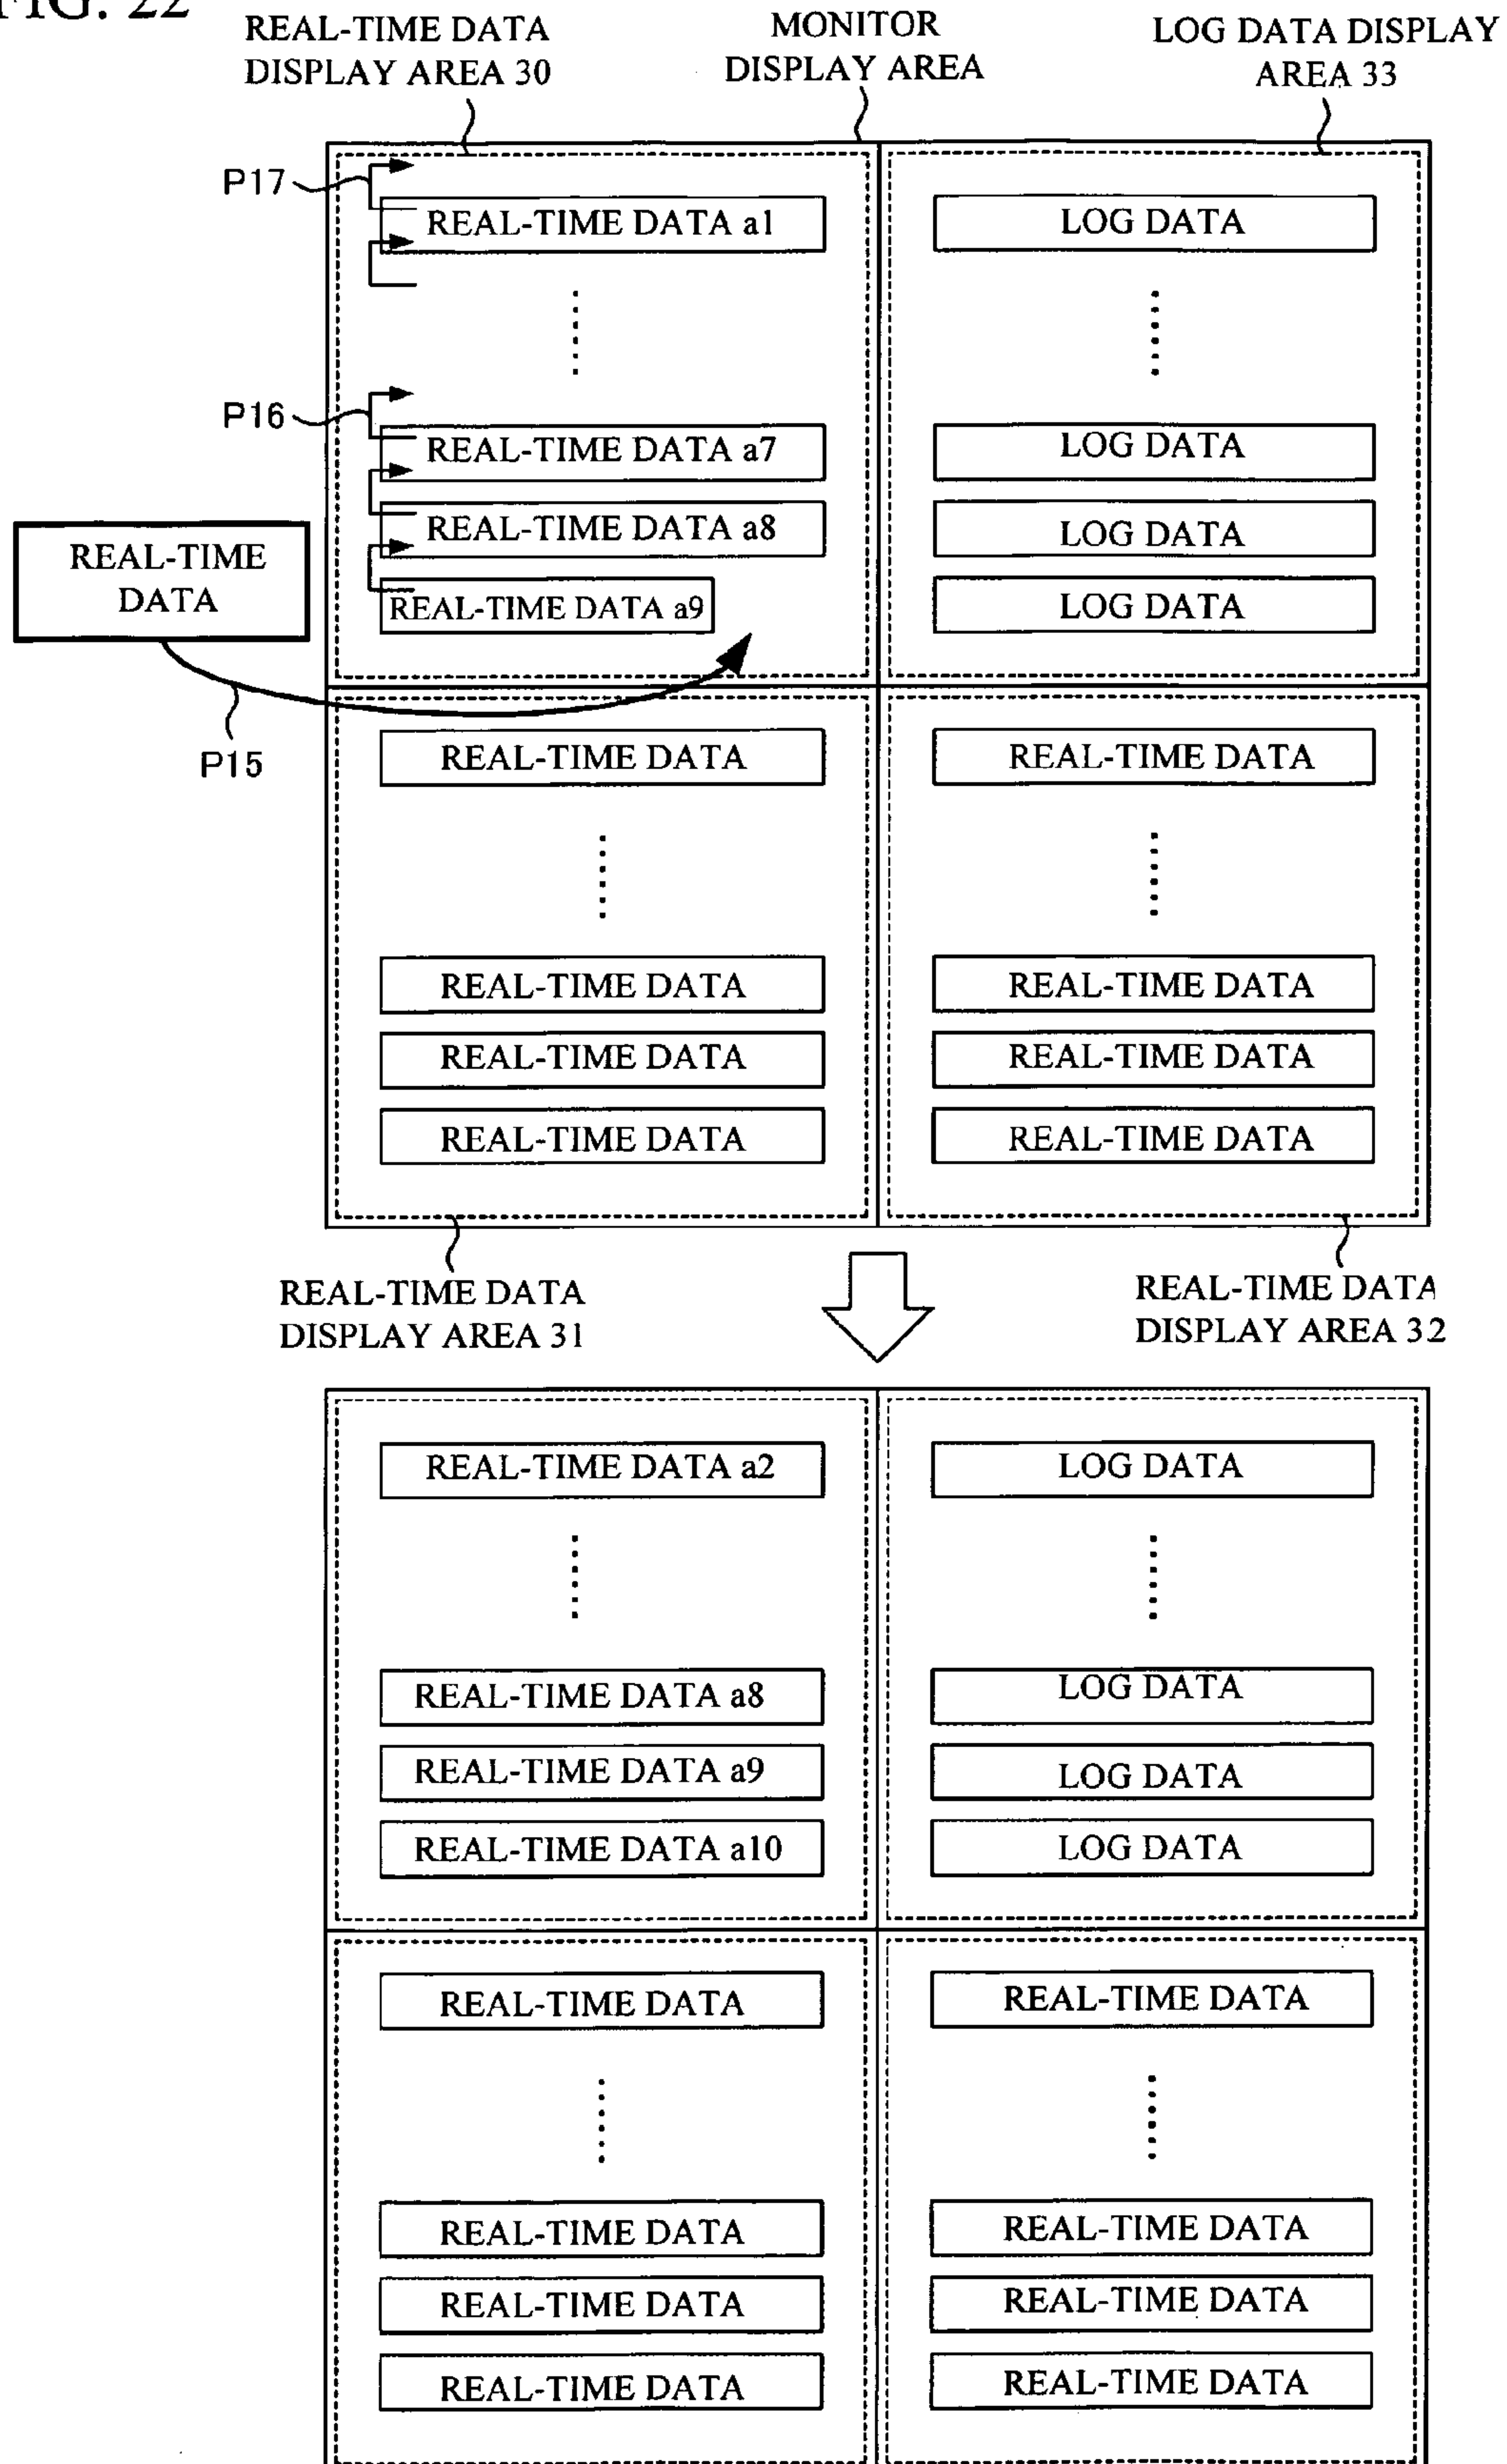 FIG. 22
REAL-TIME DATA
DISPLAY AREA 30
MONITOR
DISPLAY AREA
LOG DATA DISPLAY
AREA 33
P17
REAL-TIME DATA a1
LOG DATA
P16
REAL-TIME DATA a7
LOG DATA
REAL-TIME DATA a8
LOG DATA
REAL-TIME
DATA
REAL-TIME DATA a9
LOG DATA
P15
REAL-TIME DATA
REAL-TIME DATA
REAL-TIME DATA
REAL-TIME DATA
REAL-TIME DATA
REAL-TIME DATA
REAL-TIME DATA
REAL-TIME DATA
REAL-TIME DATA
DISPLAY AREA 31
REAL-TIME DATA
DISPLAY AREA 32
REAL-TIME DATA a2
LOG DATA
REAL-TIME DATA a8
LOG DATA
REAL-TIME DATA a9
LOG DATA
REAL-TIME DATA a10
LOG DATA
REAL-TIME DATA
REAL-TIME DATA
REAL-TIME DATA
REAL-TIME DATA
REAL-TIME DATA
REAL-TIME DATA
REAL-TIME DATA
REAL-TIME DATA